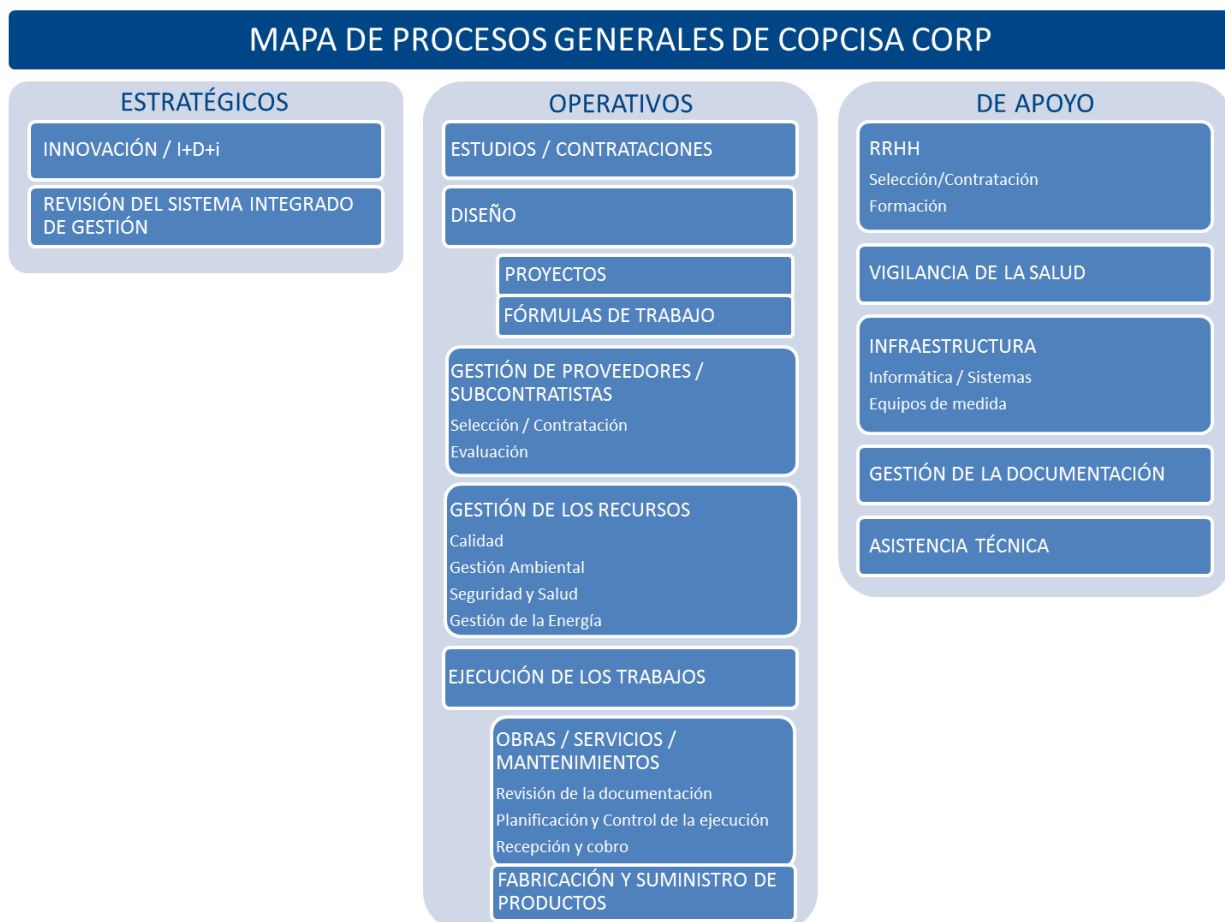 MAPA DE PROCESOS GENERALES DE COPCISA CORP
ESTRATÉGICOS
INNOVACIÓN / I+D+i
REVISIÓN DEL SISTEMA INTEGRADO
DE GESTIÓN
OPERATIVOS
ESTUDIOS / CONTRATACIONES
DISEÑO
PROYECTOS
FÓRMULAS DE TRABAJO
GESTIÓN DE PROVEEDORES /
SUBCONTRATISTAS
Selección / Contratación
Evaluación
GESTIÓN DE LOS RECURSOS
Calidad
Gestión Ambiental
Seguridad y Salud
Gestión de la Energía
EJECUCIÓN DE LOS TRABAJOS
OBRAS / SERVICIOS /
MANTENIMIENTOS
Revisión de la documentación
Planificación y Control de la ejecución
Recepción y cobro
FABRICACIÓN Y SUMINISTRO DE
PRODUCTOS
DE APOYO
RRHH
Selección/Contratación
Formación
VIGILANCIA DE LA SALUD
INFRAESTRUCTURA
Informática / Sistemas
Equipos de medida
GESTIÓN DE LA DOCUMENTACIÓN
ASISTENCIA TÉCNICA